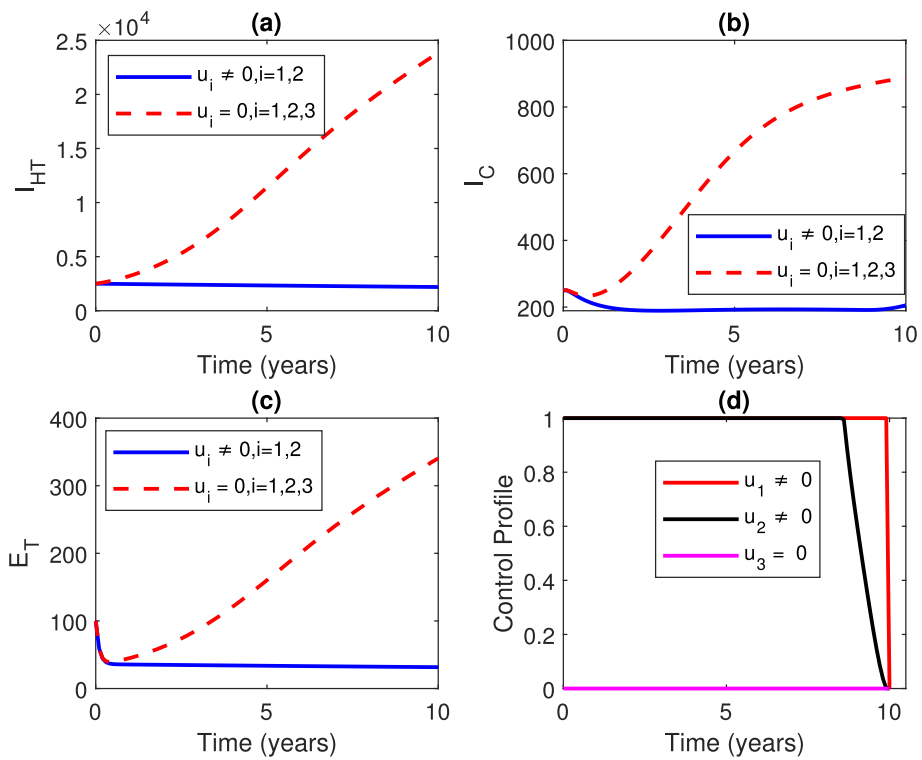 (a)
×10⁴
2.5
2
1.5
1
0.5
0
I_HT
u_i ≠ 0,i=1,2
u_i = 0,i=1,2,3
0 5 10
Time (years)
(b)
1000
800
600
400
200
I_C
u_i ≠ 0,i=1,2
u_i = 0,i=1,2,3
0 5 10
Time (years)
(c)
400
300
200
100
0
E_T
u_i ≠ 0,i=1,2
u_i = 0,i=1,2,3
0 5 10
Time (years)
(d)
1
0.8
0.6
0.4
0.2
0
Control Profile
u_1 ≠ 0
u_2 ≠ 0
u_3 = 0
0 5 10
Time (years)